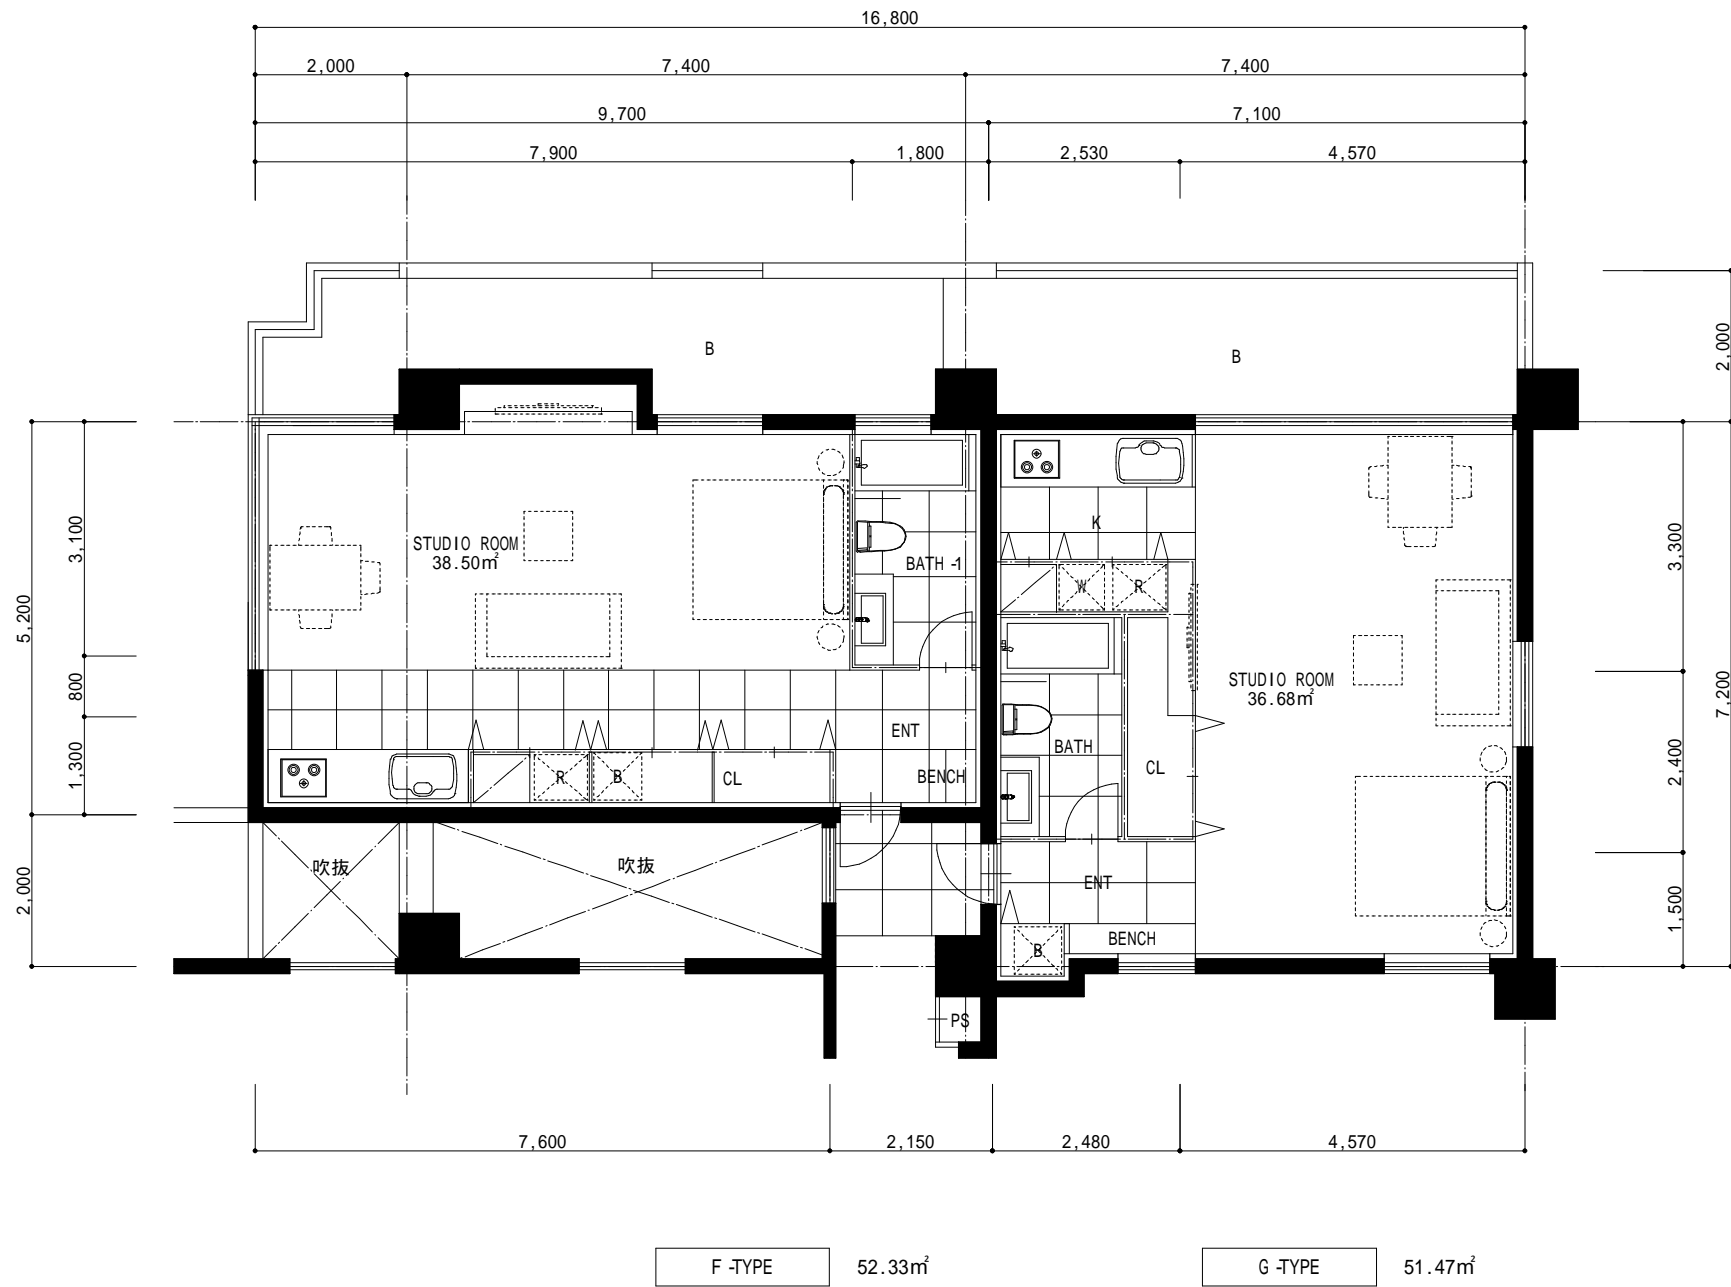 16,800
2,000
7,400
7,400
9,700
7,100
7,900
1,800
2,530
4,570
B
B
2,000
5,200
3,100
800
1,300
2,000
STUDIO ROOM
38.50㎡
BATH -1
K
W
R
3,300
7,200
2,400
1,500
STUDIO ROOM
36.68㎡
ENT
BATH
CL
R
B
CL
BENCH
吹抜
吹抜
ENT
BENCH
B
PS
7,600
2,150
2,480
4,570
F -TYPE
52.33㎡
G -TYPE
51.47㎡